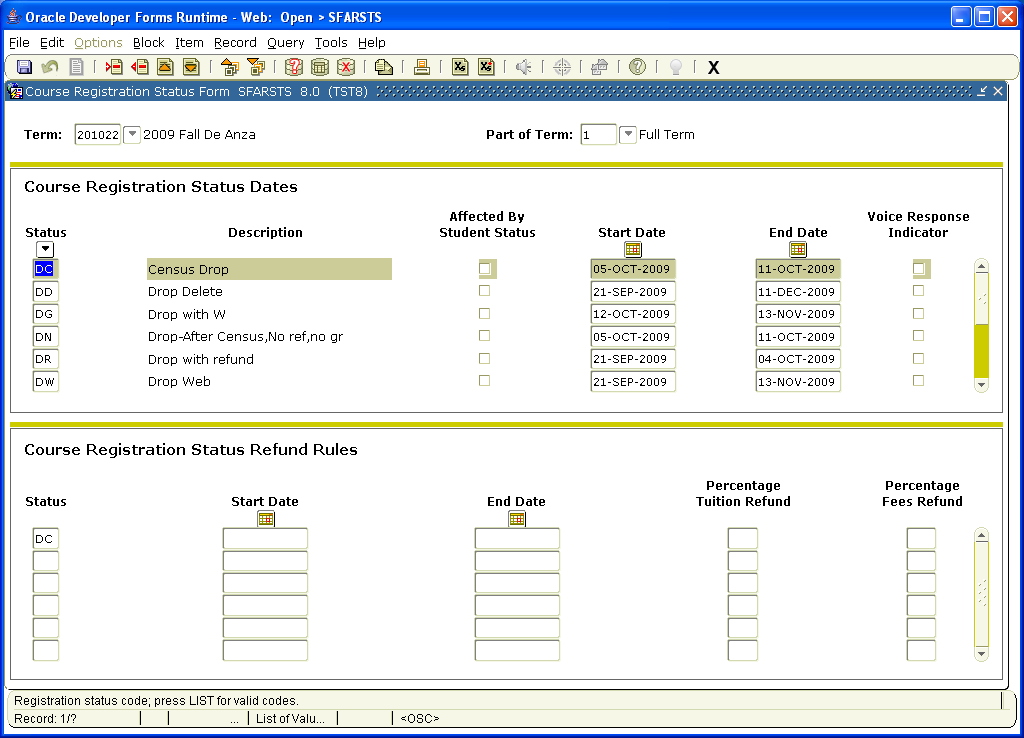 Oracle Developer Forms Runtime - Web: Open > SFARSTS
File Edit Options Block Item Record Query Tools Help
X
Course Registration Status Form SFARSTS 8.0 (TST8)
Term: 201022 2009 Fall De Anza Part of Term: 1 Full Term
Course Registration Status Dates
Affected By Voice Response
Status Description Student Status Start Date End Date Indicator
DC Census Drop 05-OCT-2009 11-OCT-2009
DD Drop Delete 21-SEP-2009 11-DEC-2009
DG Drop with W 12-OCT-2009 13-NOV-2009
DN Drop-After Census,No ref,no gr 05-OCT-2009 11-OCT-2009
DR Drop with refund 21-SEP-2009 04-OCT-2009
DW Drop Web 21-SEP-2009 13-NOV-2009
Course Registration Status Refund Rules
Percentage Percentage
Status Start Date End Date Tuition Refund Fees Refund
DC
Registration status code; press LIST for valid codes.
Record: 1/? ... List of Valu... <OSC>